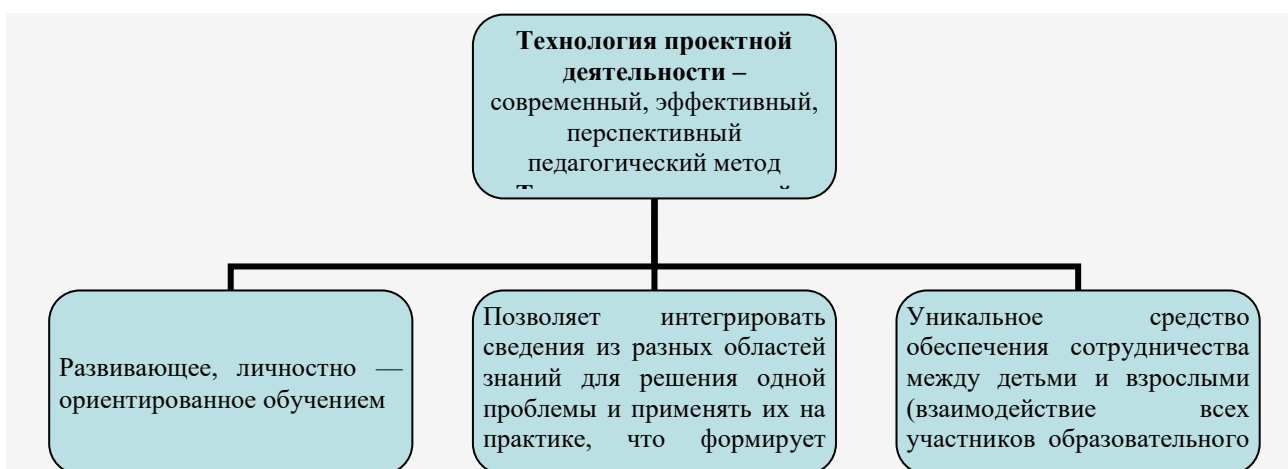 Технология проектной
деятельности –
современный, эффективный,
перспективный
педагогический метод
Развивающее, личностно —
ориентированное обучением
Позволяет интегрировать
сведения из разных областей
знаний для решения одной
проблемы и применять их на
практике, что формирует
Уникальное средство
обеспечения сотрудничества
между детьми и взрослыми
(взаимодействие всех
участников образовательного